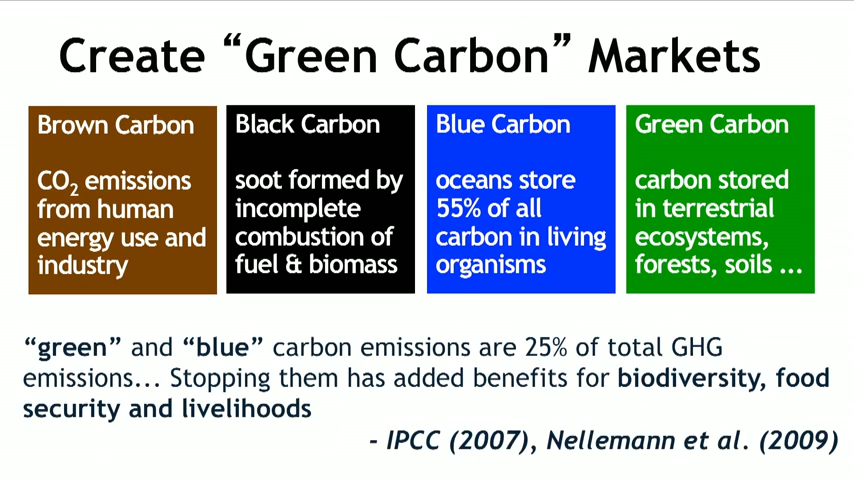 Create “Green Carbon” Markets
Brown Carbon
CO₂ emissions
from human
energy use and
industry
Black Carbon
soot formed by
incomplete
combustion of
fuel & biomass
Blue Carbon
oceans store
55% of all
carbon in living
organisms
Green Carbon
carbon stored
in terrestrial
ecosystems,
forests, soils ...
“green” and “blue” carbon emissions are 25% of total GHG
emissions... Stopping them has added benefits for biodiversity, food
security and livelihoods
- IPCC (2007), Nellemann et al. (2009)